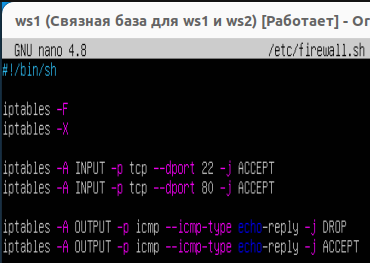 ws1 (Связная база для ws1 и ws2) [Работает] - Or
GNU nano 4.8 /etc/firewall.sh
#!/bin/sh
iptables -F
iptables -X
iptables -A INPUT -p tcp --dport 22 -j ACCEPT
iptables -A INPUT -p tcp --dport 80 -j ACCEPT
iptables -A OUTPUT -p icmp --icmp-type echo-reply -j DROP
iptables -A OUTPUT -p icmp --icmp-type echo-reply -j ACCEPT